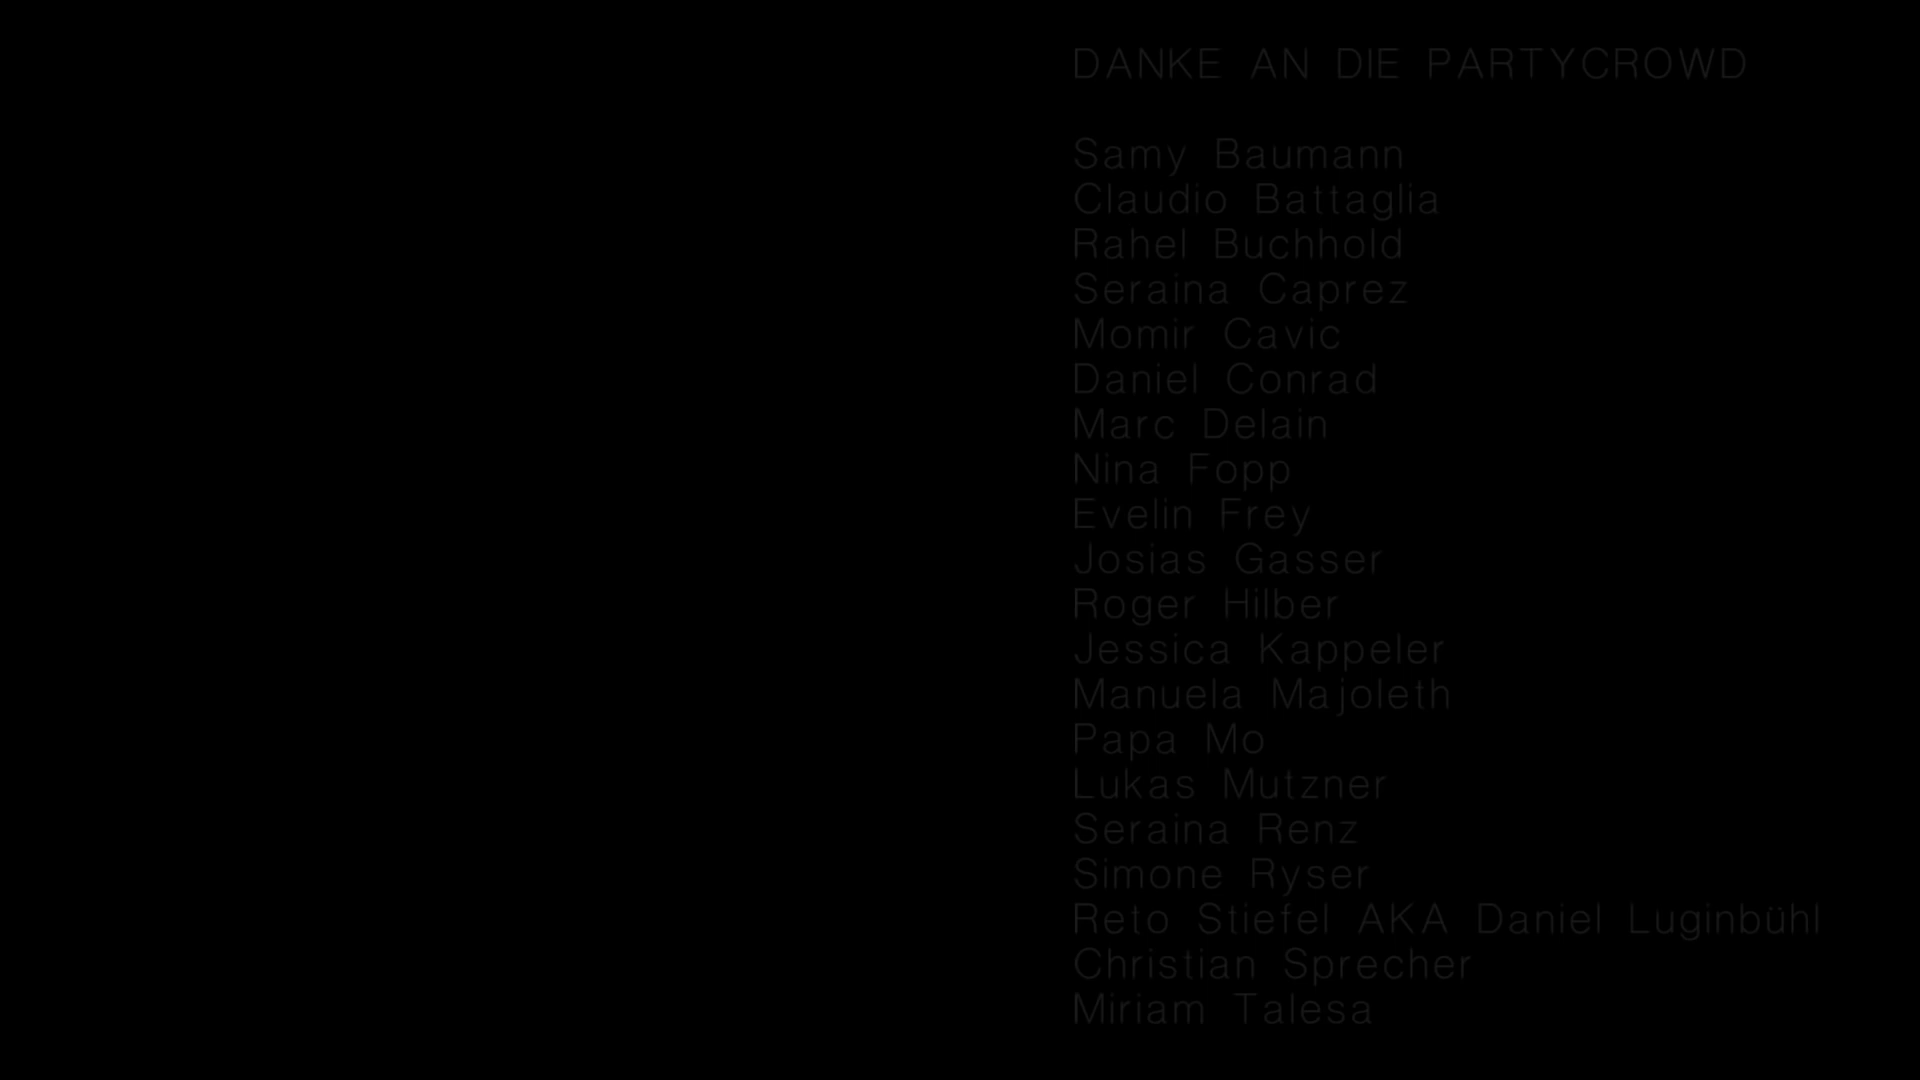 DANKE AN DIE PARTYCROWD
Samy Baumann
Claudio Battaglia
Rahel Buchhold
Seraina Caprez
Momir Cavic
Daniel Conrad
Marc Delain
Nina Fopp
Evelin Frey
Josias Gasser
Roger Hilber
Jessica Kappeler
Manuela Majoleth
Papa Mo
Lukas Mutzner
Seraina Renz
Simone Ryser
Reto Stiefel AKA Daniel Luginbühl
Christian Sprecher
Miriam Talesa